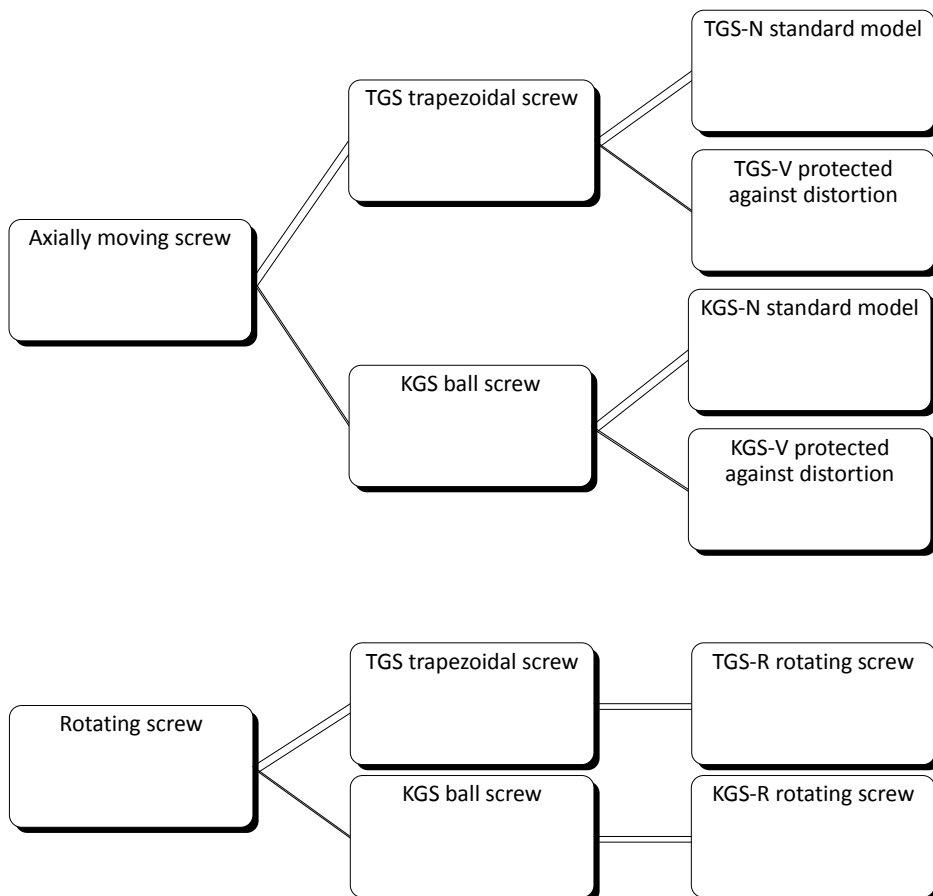 TGS-N standard model
TGS trapezoidal screw
TGS-V protected
against distortion
Axially moving screw
KGS-N standard model
KGS ball screw
KGS-V protected
against distortion
TGS trapezoidal screw
TGS-R rotating screw
Rotating screw
KGS ball screw
KGS-R rotating screw